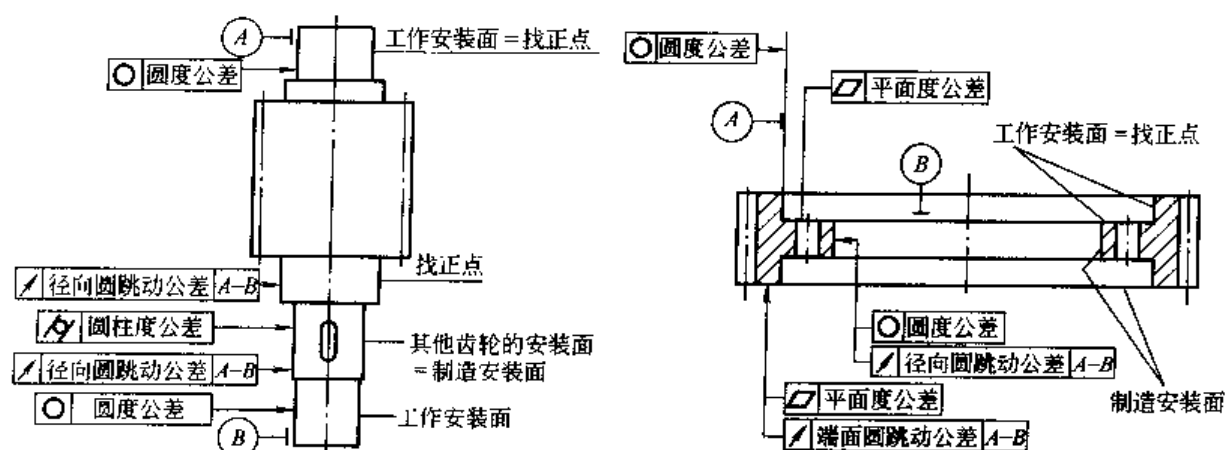 A
工作安装面=找正点
圆度公差
找正点
径向圆跳动公差 A-B
圆柱度公差
其他齿轮的安装面
=制造安装面
径向圆跳动公差 A-B
圆度公差
工作安装面
B
圆度公差
平面度公差
A
工作安装面=找正点
B
圆度公差
径向圆跳动公差 A-B
制造安装面
平面度公差
端面圆跳动公差 A-B